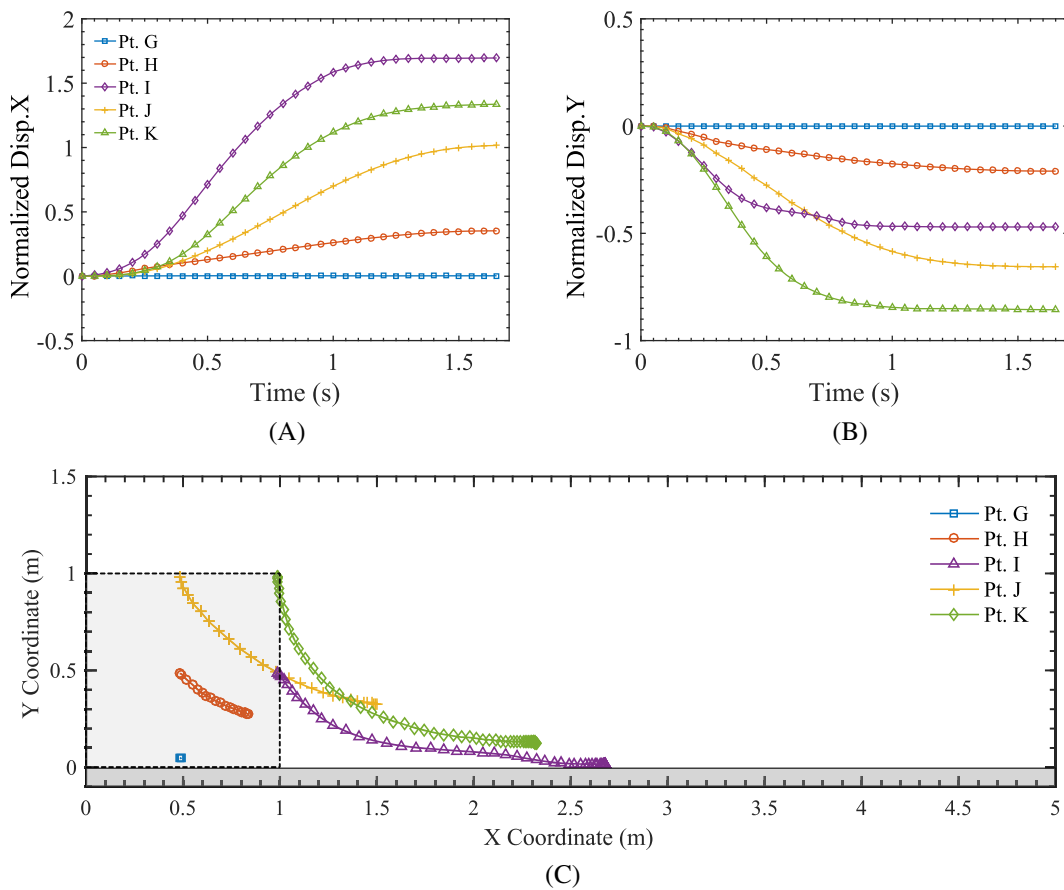 2
1.5
1
0.5
0
-0.5
Normalized Disp.X
Pt. G
Pt. H
Pt. I
Pt. J
Pt. K
0
0.5
1
1.5
Time (s)
(A)
0.5
0
-0.5
-1
Normalized Disp.Y
0
0.5
1
1.5
Time (s)
(B)
1.5
1
0.5
0
Y Coordinate (m)
Pt. G
Pt. H
Pt. I
Pt. J
Pt. K
0
0.5
1
1.5
2
2.5
3
3.5
4
4.5
5
X Coordinate (m)
(C)